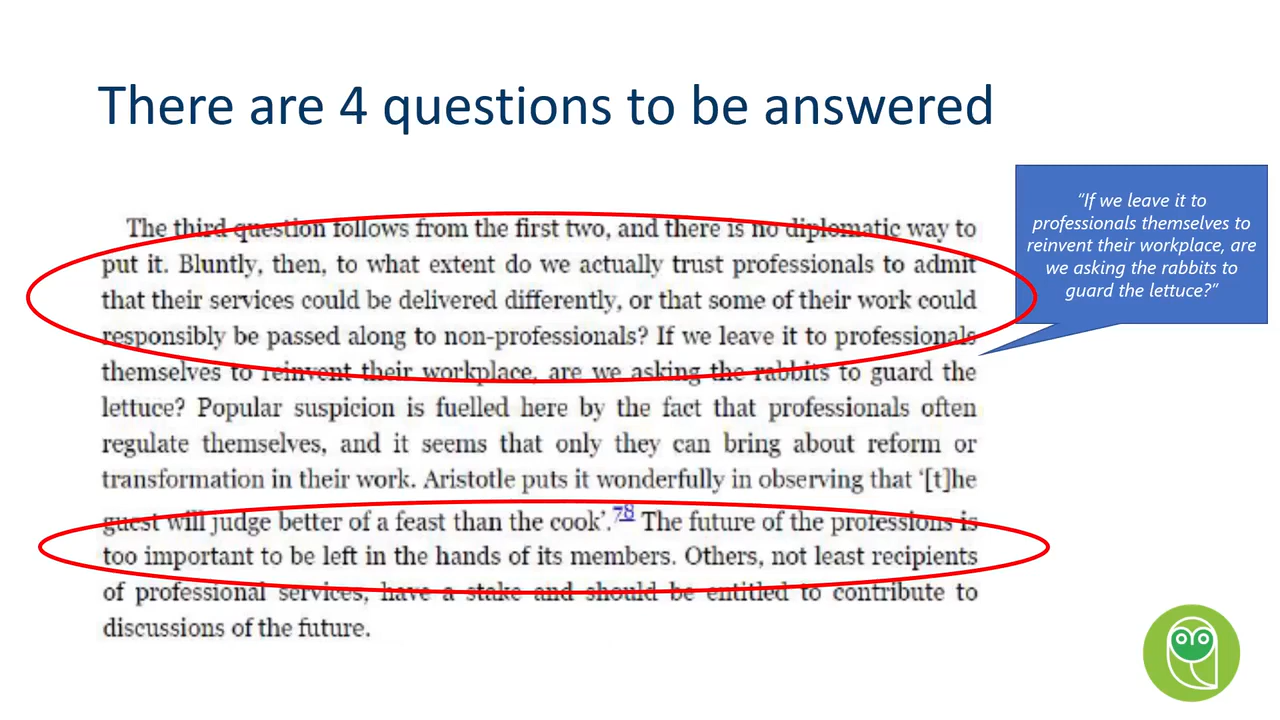 There are 4 questions to be answered
The third question follows from the first two, and there is no diplomatic way to
put it. Bluntly, then, to what extent do we actually trust professionals to admit
that their services could be delivered differently, or that some of their work could
responsibly be passed along to non-professionals? If we leave it to professionals
themselves to reinvent their workplace, are we asking the rabbits to guard the
lettuce? Popular suspicion is fuelled here by the fact that professionals often
regulate themselves, and it seems that only they can bring about reform or
transformation in their work. Aristotle puts it wonderfully in observing that ‘[t]he
guest will judge better of a feast than the cook’.78 The future of the professions is
too important to be left in the hands of its members. Others, not least recipients
of professional services, have a stake and should be entitled to contribute to
discussions of the future.
“If we leave it to
professionals themselves to
reinvent their workplace, are
we asking the rabbits to
guard the lettuce?”